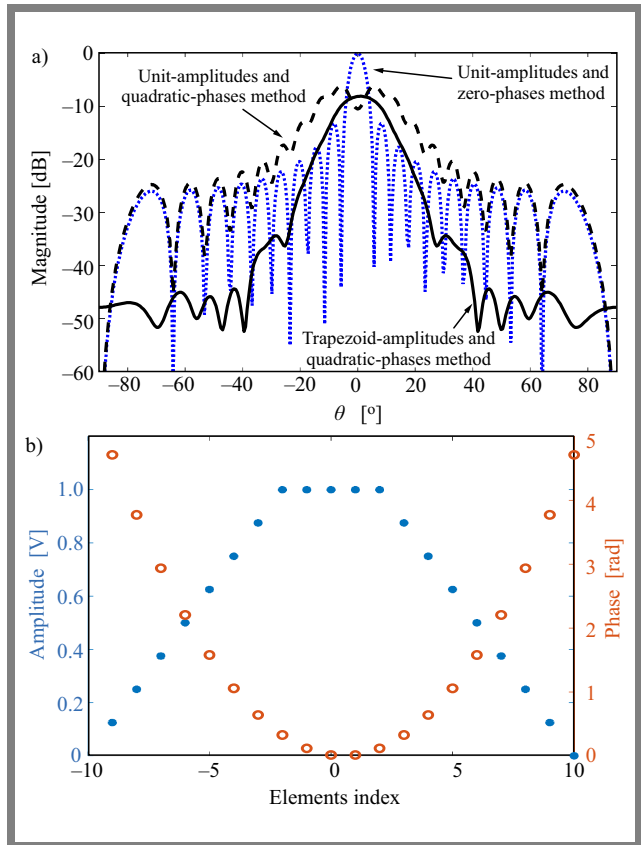 a)
Unit-amplitudes and
quadratic-phases method
Unit-amplitudes and
zero-phases method
Trapezoid-amplitudes and
quadratic-phases method
Magnitude [dB]
0
−10
−20
−30
−40
−50
−60
−80 −60 −40 −20 0 20 40 60 80
θ [o]
b)
Amplitude [V]
1.0
0.8
0.6
0.4
0.2
0
5
4
3
2
1
0
Phase [rad]
−10 −5 0 5 10
Elements index